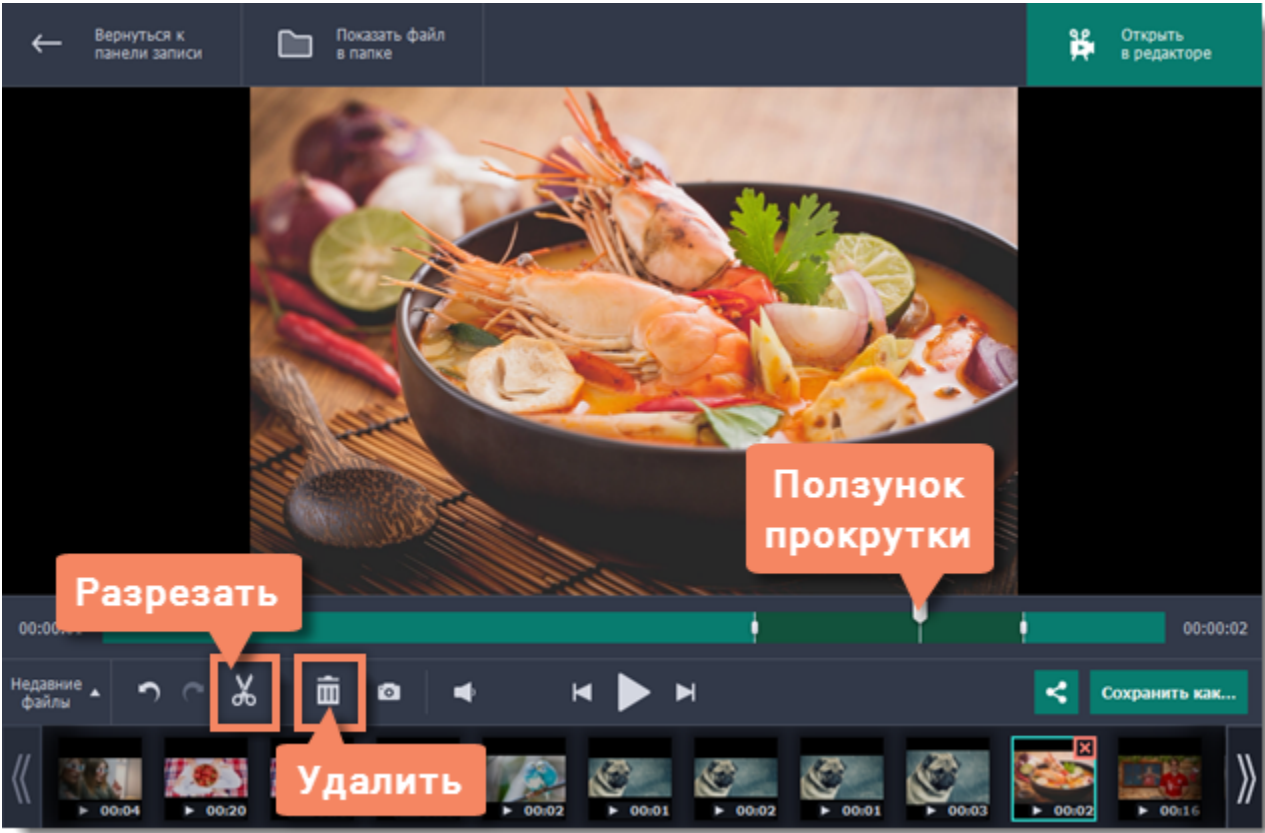 Вернуться к
панели записи
Показать файл
в папке
Открыть
в редакторе
Ползунок
прокрутки
Разрезать
00:00:02
Недавние
файлы
Сохранить как...
Удалить
00:04
00:20
00:02
00:01
00:02
00:01
00:03
00:02
00:16